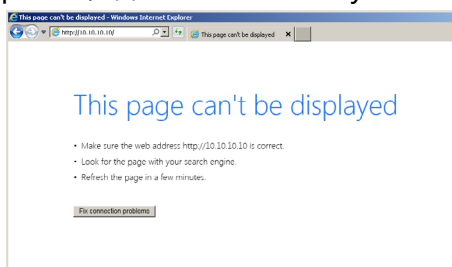 This page can't be displayed - Windows Internet Explorer
http://10.10.10.10/
This page can't be displayed
This page can't be displayed
• Make sure the web address http://10.10.10.10 is correct.
• Look for the page with your search engine.
• Refresh the page in a few minutes.
Fix connection problems